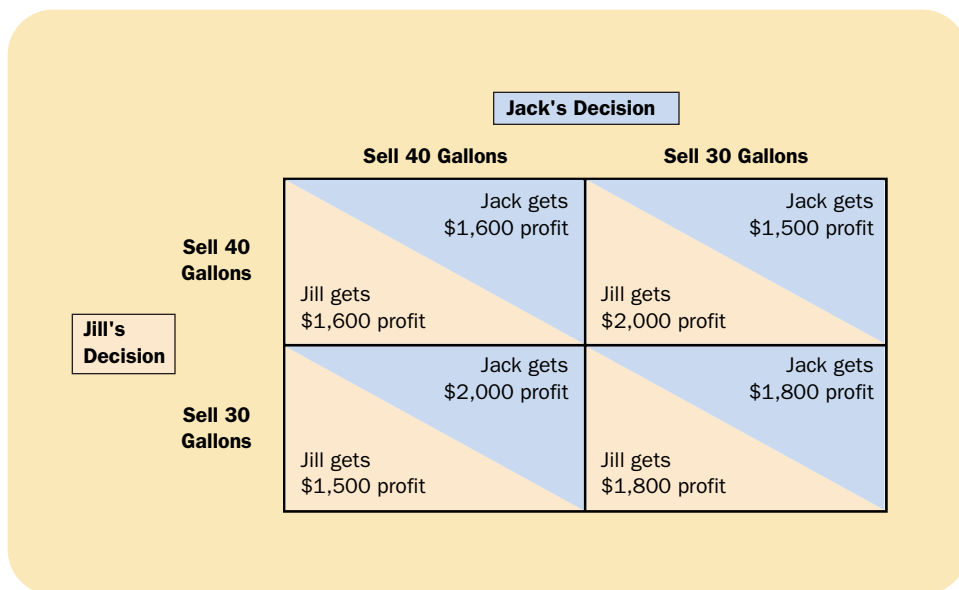 Jack's Decision
Sell 40 Gallons
Sell 30 Gallons
Sell 40
Gallons
Jack gets
$1,600 profit
Jill gets
$1,600 profit
Jack gets
$1,500 profit
Jill gets
$2,000 profit
Jill's
Decision
Sell 30
Gallons
Jack gets
$2,000 profit
Jill gets
$1,500 profit
Jack gets
$1,800 profit
Jill gets
$1,800 profit